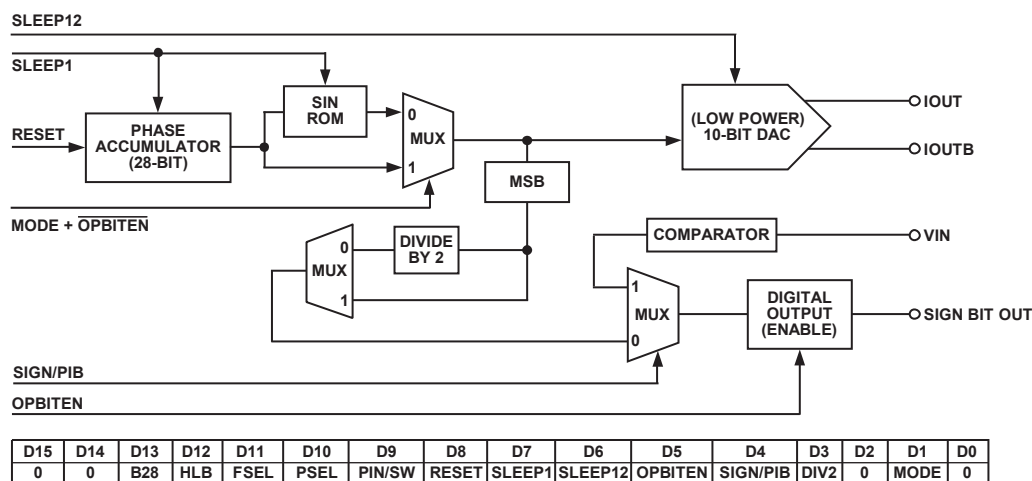 SLEEP12
SLEEP1
RESET
PHASE
ACCUMULATOR
(28-BIT)
SIN
ROM
0
MUX
1
MODE + OPBITEN
(LOW POWER)
10-BIT DAC
IOUT
IOUTB
MSB
MUX
0
1
DIVIDE
BY 2
COMPARATOR
VIN
1
MUX
0
DIGITAL
OUTPUT
(ENABLE)
SIGN BIT OUT
SIGN/PIB
OPBITEN
D15 D14 D13 D12 D11 D10 D9 D8 D7 D6 D5 D4 D3 D2 D1 D0
0 0 B28 HLB FSEL PSEL PIN/SW RESET SLEEP1 SLEEP12 OPBITEN SIGN/PIB DIV2 0 MODE 0